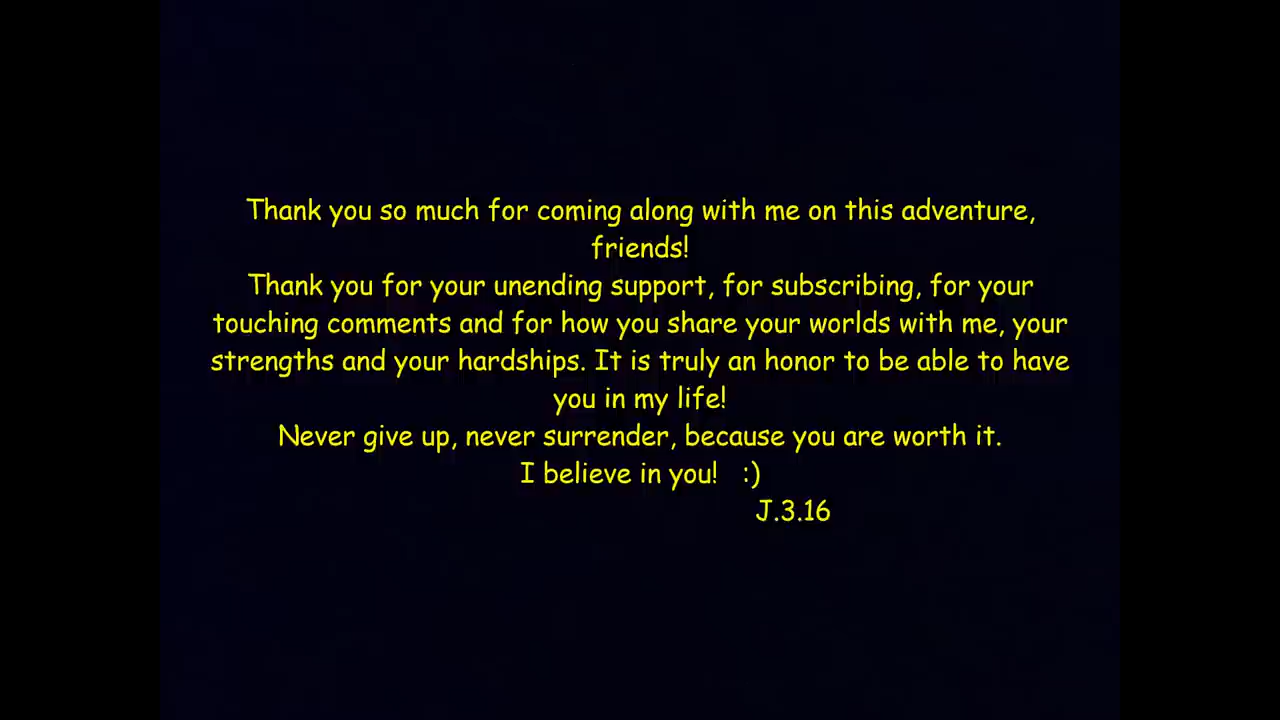 Thank you so much for coming along with me on this adventure,
friends!
Thank you for your unending support, for subscribing, for your
touching comments and for how you share your worlds with me, your
strengths and your hardships. It is truly an honor to be able to have
you in my life!
Never give up, never surrender, because you are worth it.
I believe in you!   :)
J.3.16